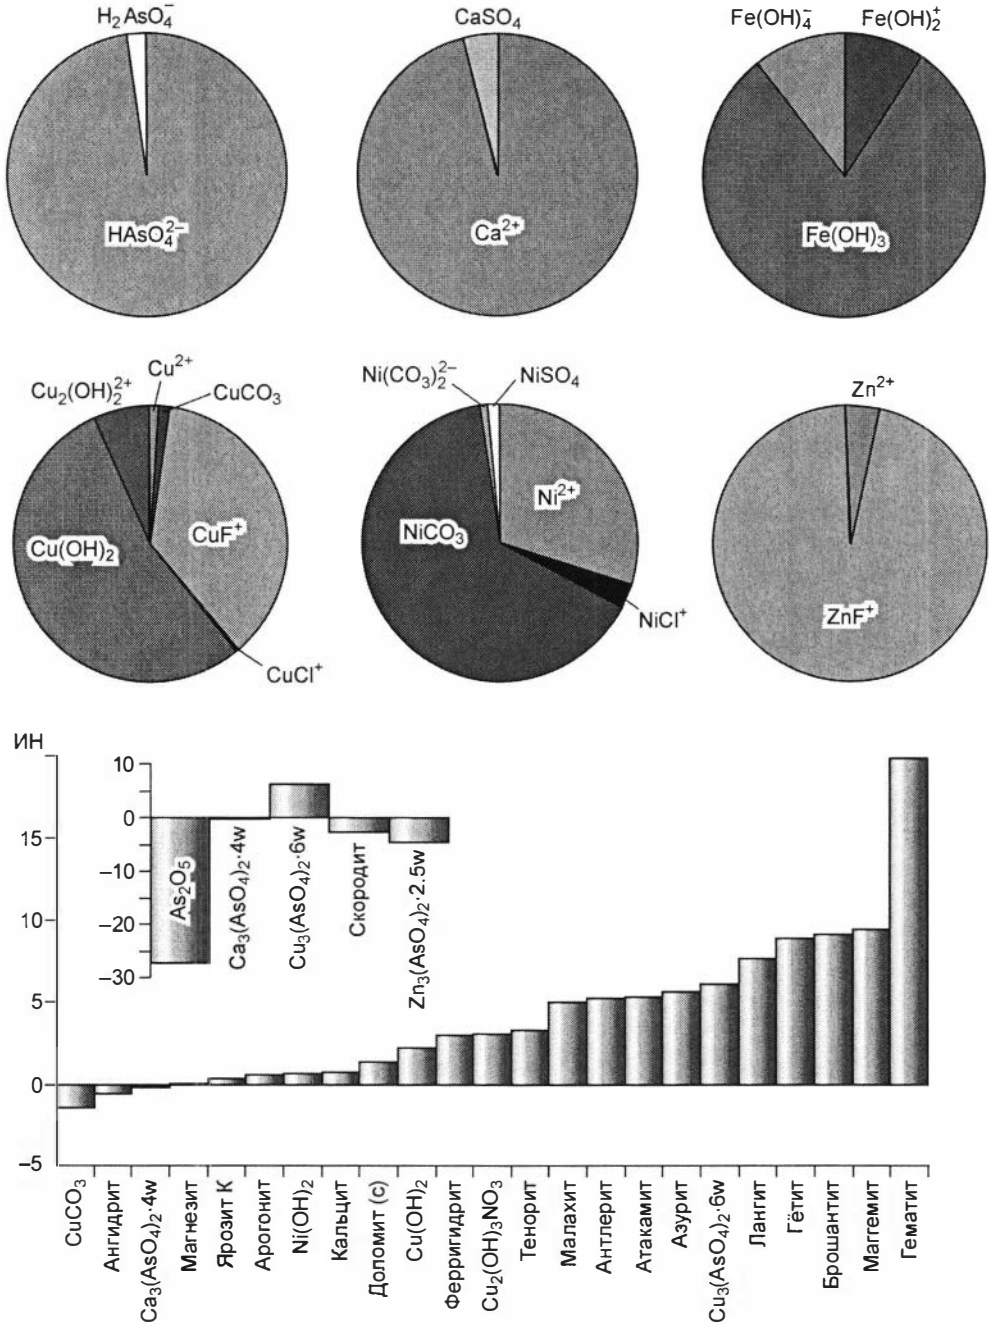 H₂AsO₄⁻
CaSO₄
Fe(OH)₄⁻
Fe(OH)₂⁺
HAsO₄²⁻
Ca²⁺
Fe(OH)₃
Cu₂(OH)₂²⁺
Cu²⁺
CuCO₃
Ni(CO₃)₂²⁻
NiSO₄
Zn²⁺
Cu(OH)₂
CuF⁺
NiCO₃
Ni²⁺
ZnF⁺
CuCl⁺
NiCl⁺
ИН
10
0
–10
–20
–30
As₂O₅
Ca₃(AsO₄)₂·4w
Cu₃(AsO₄)₂·6w
Скородит
Zn₃(AsO₄)₂·2.5w
15
10
5
0
–5
CuCO₃
Ангидрит
Ca₃(AsO₄)₂·4w
Магнезит
Ярозит К
Арогонит
Ni(OH)₂
Кальцит
Доломит (c)
Cu(OH)₂
Ферригидрит
Cu₂(OH)₃NO₃
Тенорит
Малахит
Антлерит
Атакамит
Азурит
Cu₃(AsO₄)₂·6w
Лангит
Гётит
Брошантит
Маггемит
Гематит